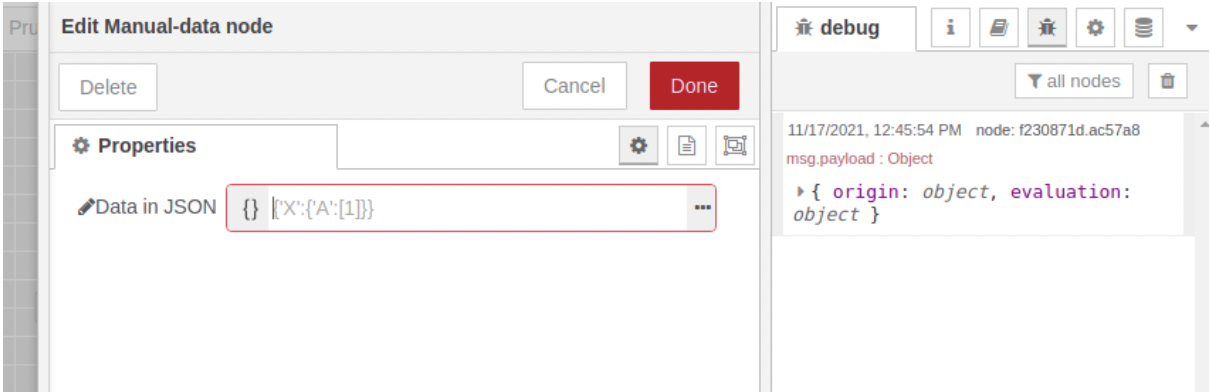 Pru
Edit Manual-data node
Delete
Cancel
Done
Properties
Data in JSON
{}
{'X':{'A':[1]}}
...
debug
i
all nodes
11/17/2021, 12:45:54 PM node: f230871d.ac57a8
msg.payload : Object
{ origin: object, evaluation:
object }